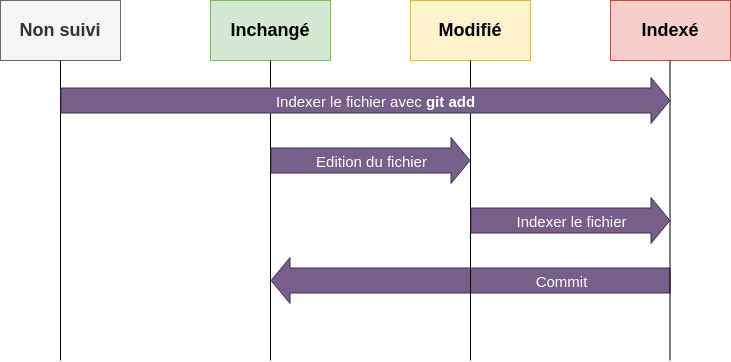 Non suivi
Inchangé
Modifié
Indexé
Indexer le fichier avec git add
Edition du fichier
Indexer le fichier
Commit